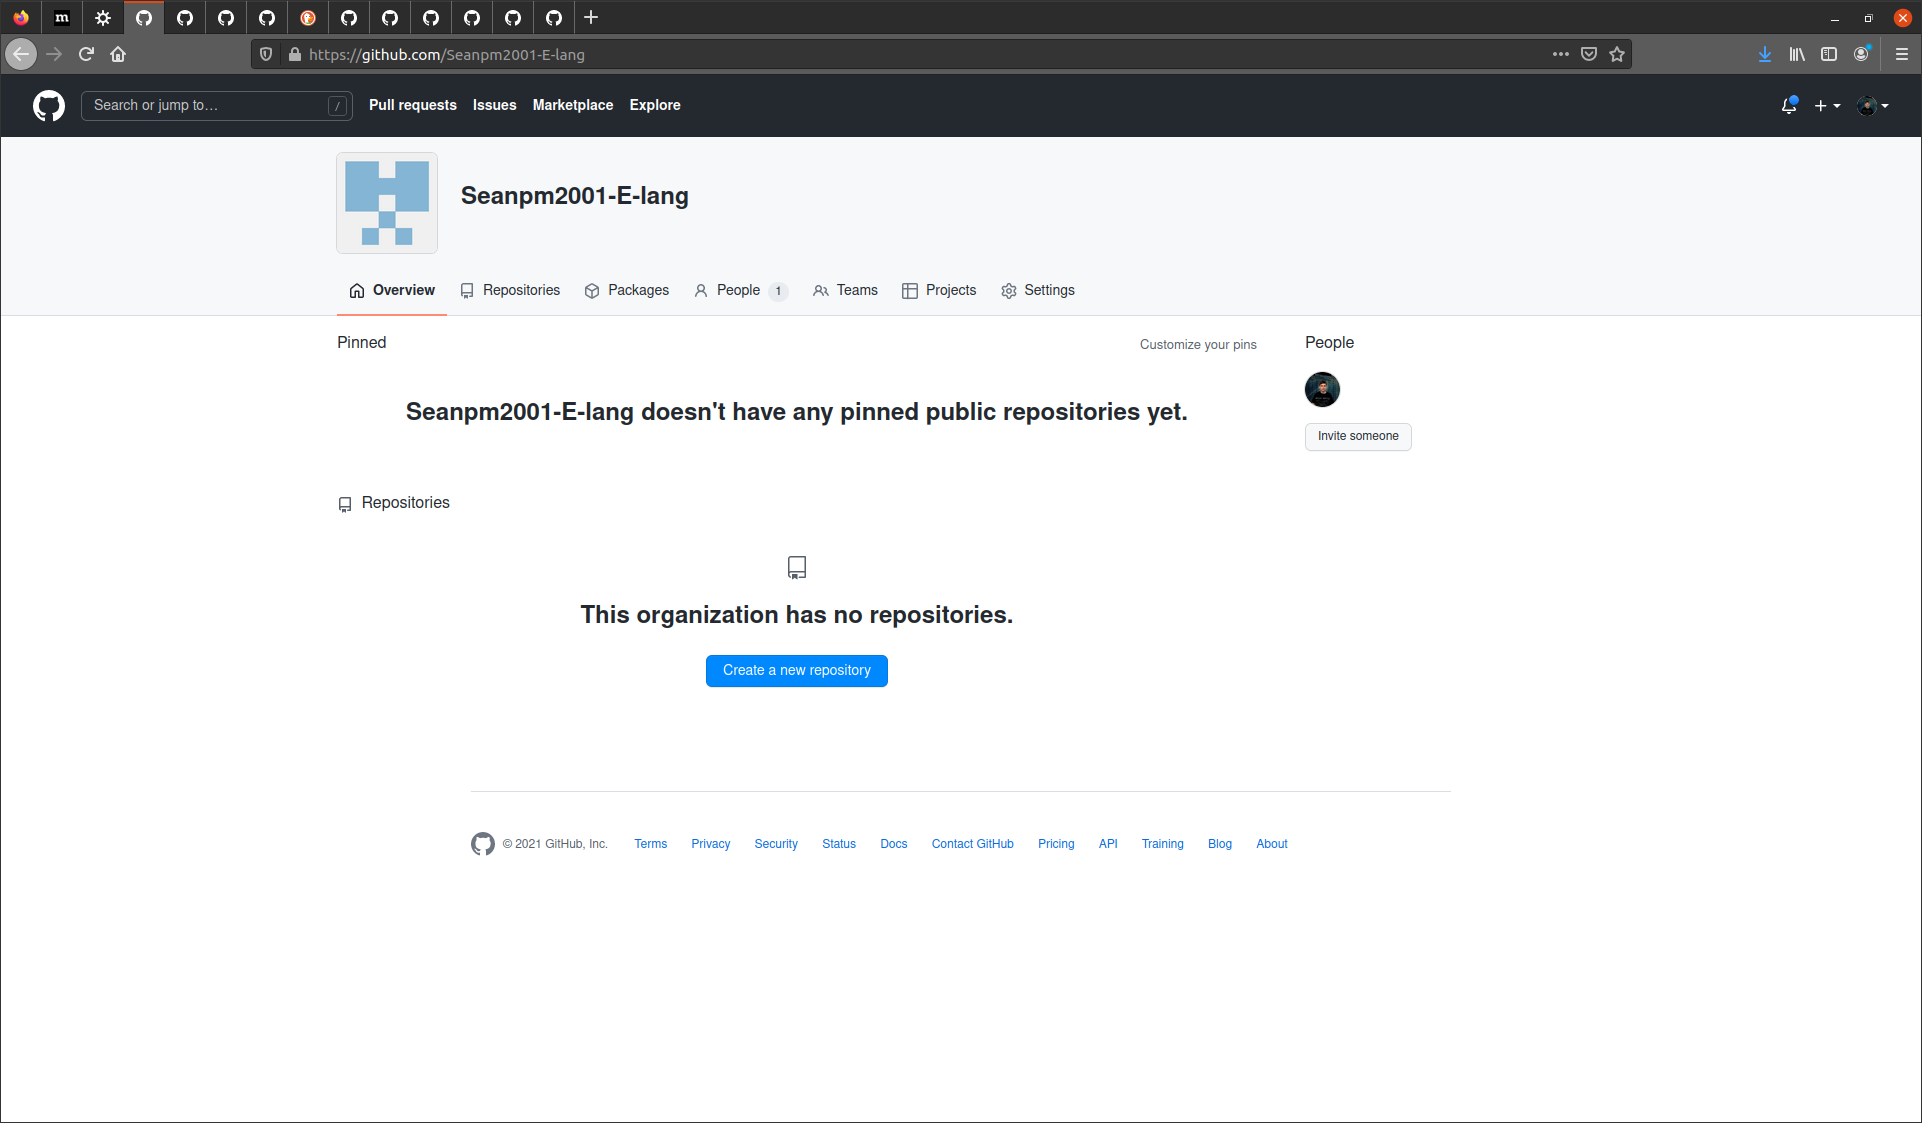 m
https://github.com/Seanpm2001-E-lang
Search or jump to…
/
Pull requests
Issues
Marketplace
Explore
Seanpm2001-E-lang
Overview
Repositories
Packages
People 1
Teams
Projects
Settings
Pinned
Customize your pins
People
Seanpm2001-E-lang doesn't have any pinned public repositories yet.
Invite someone
Repositories
This organization has no repositories.
Create a new repository
© 2021 GitHub, Inc.
Terms
Privacy
Security
Status
Docs
Contact GitHub
Pricing
API
Training
Blog
About